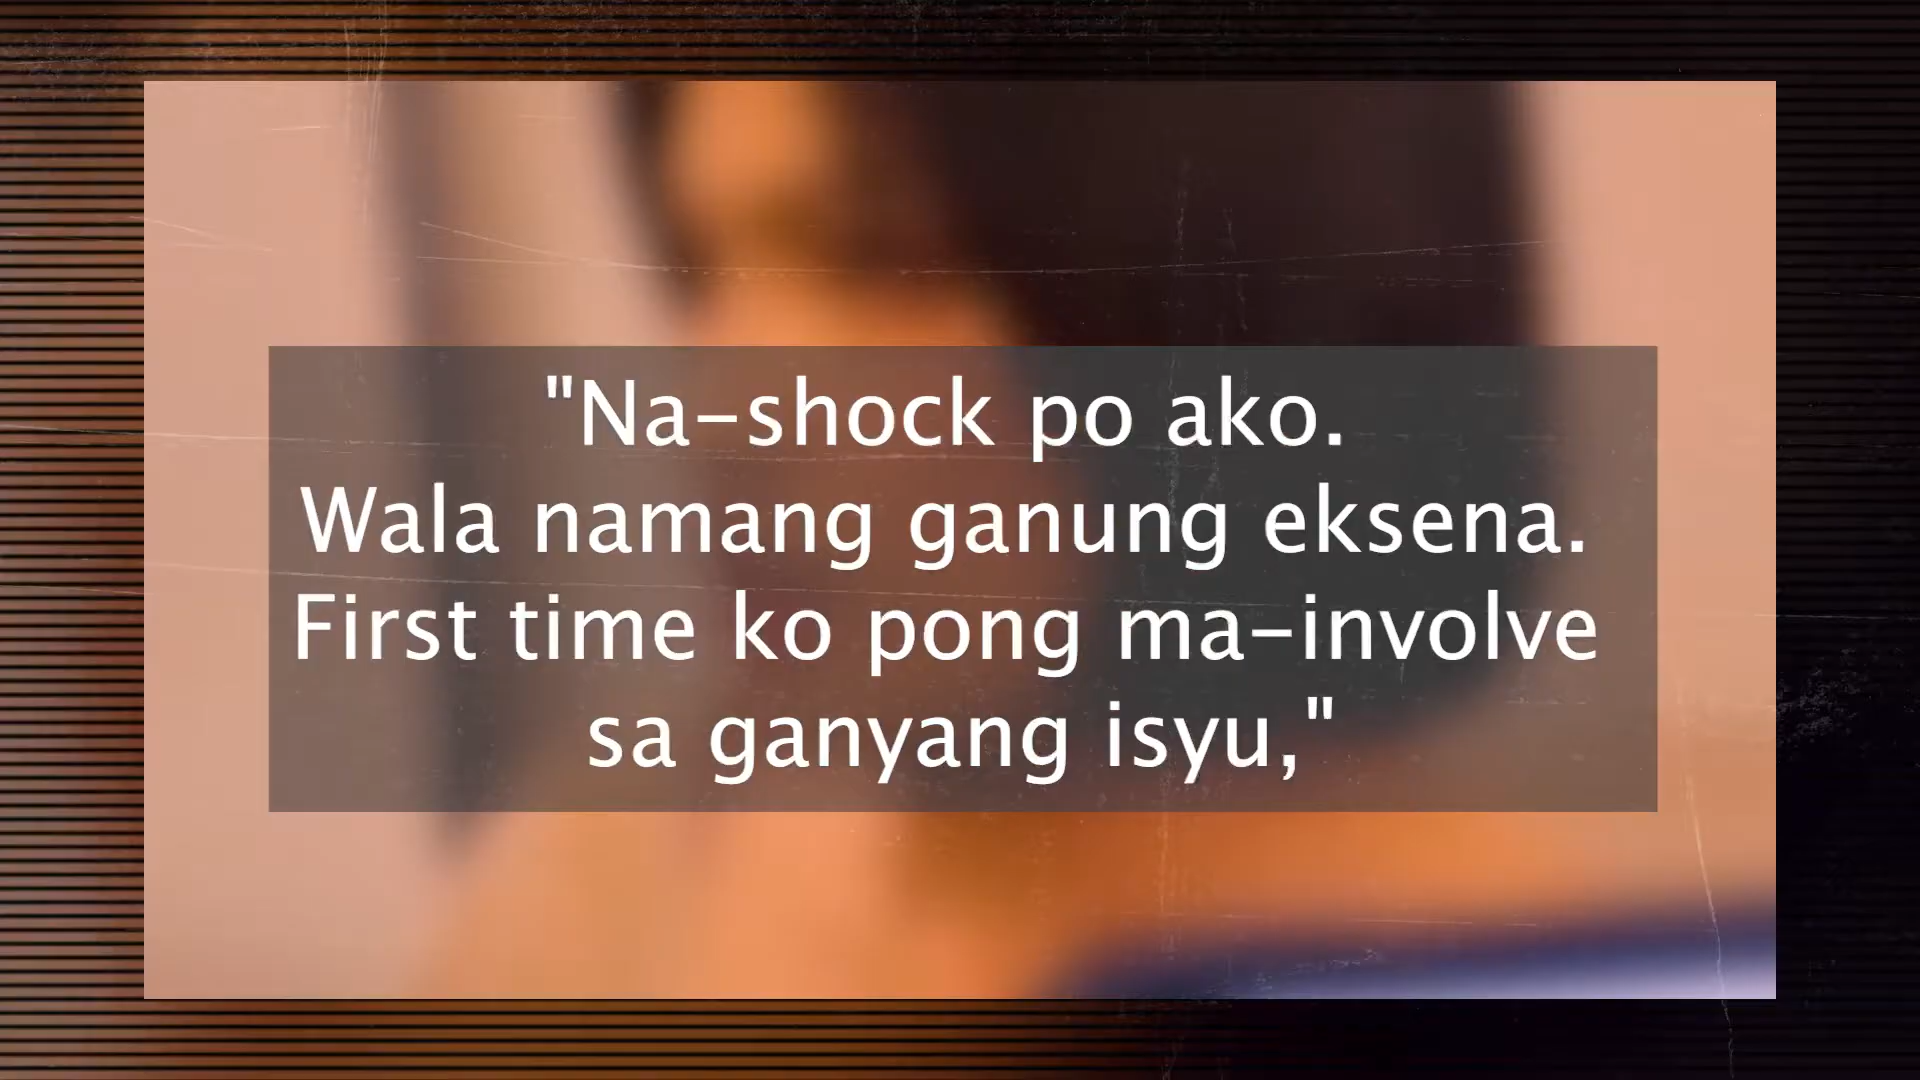 "Na-shock po ako.
Wala namang ganung eksena.
First time ko pong ma-involve
sa ganyang isyu,"